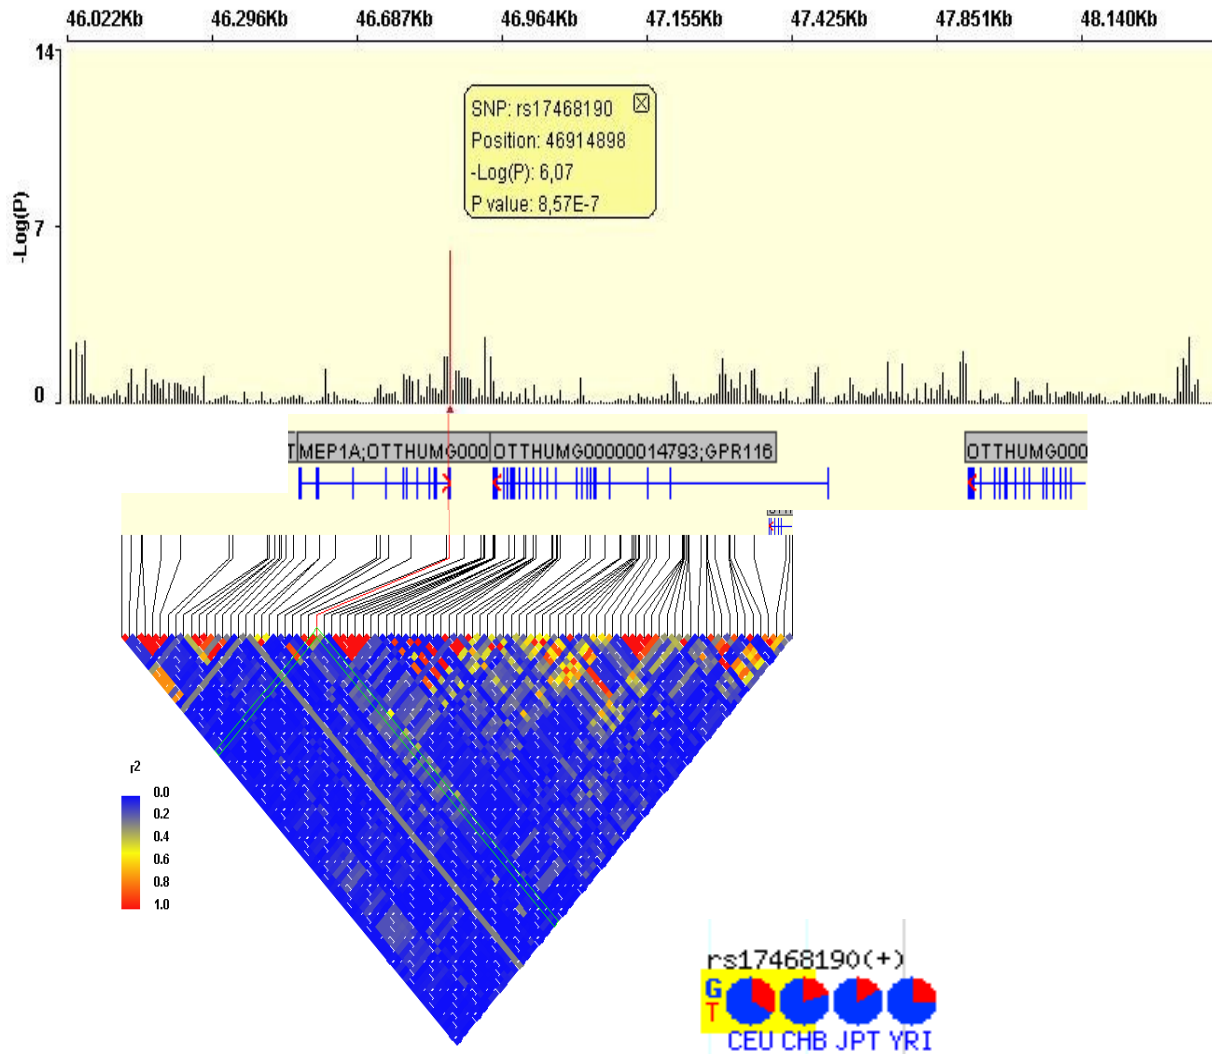 46.022Kb 46.296Kb 46.687Kb 46.964Kb 47.155Kb 47.425Kb 47.851Kb 48.140Kb
14
SNP: rs17468190
Position: 46914898
-Log(P): 6,07
P value: 8,57E-7
-Log(P)
7
0
T MEP1A;OTTHUMG000 OTTHUMG00000014793;GPR116 OTTHUMG000
r2
0.0
0.2
0.4
0.6
0.8
1.0
rs17468190(+)
G
T
CEU CHB JPT YRI